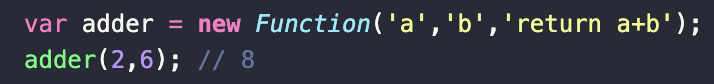 var adder = new Function('a','b','return a+b');
adder(2,6); // 8